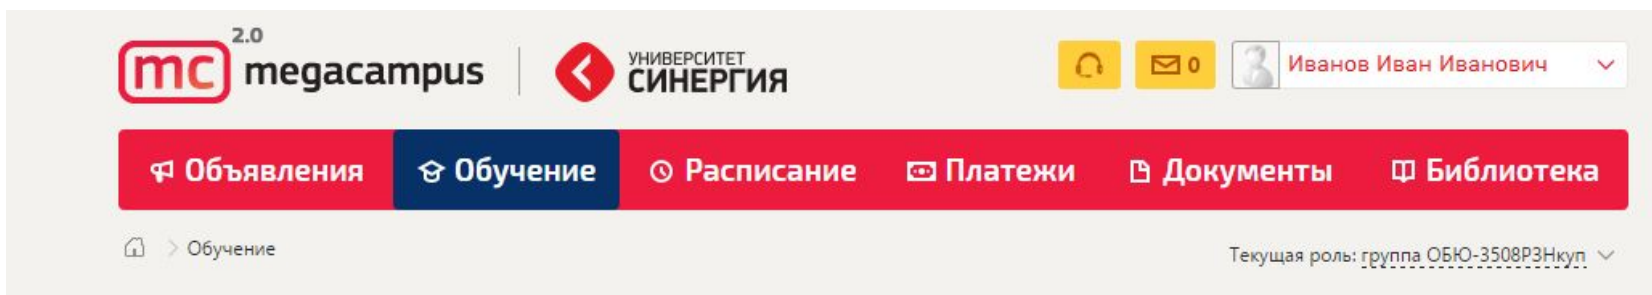 2.0
mc megacampus
УНИВЕРСИТЕТ
СИНЕРГИЯ
0
Иванов Иван Иванович
Объявления Обучение Расписание Платежи Документы Библиотека
Обучение
Текущая роль: группа ОБЮ-3508РЗНкуп